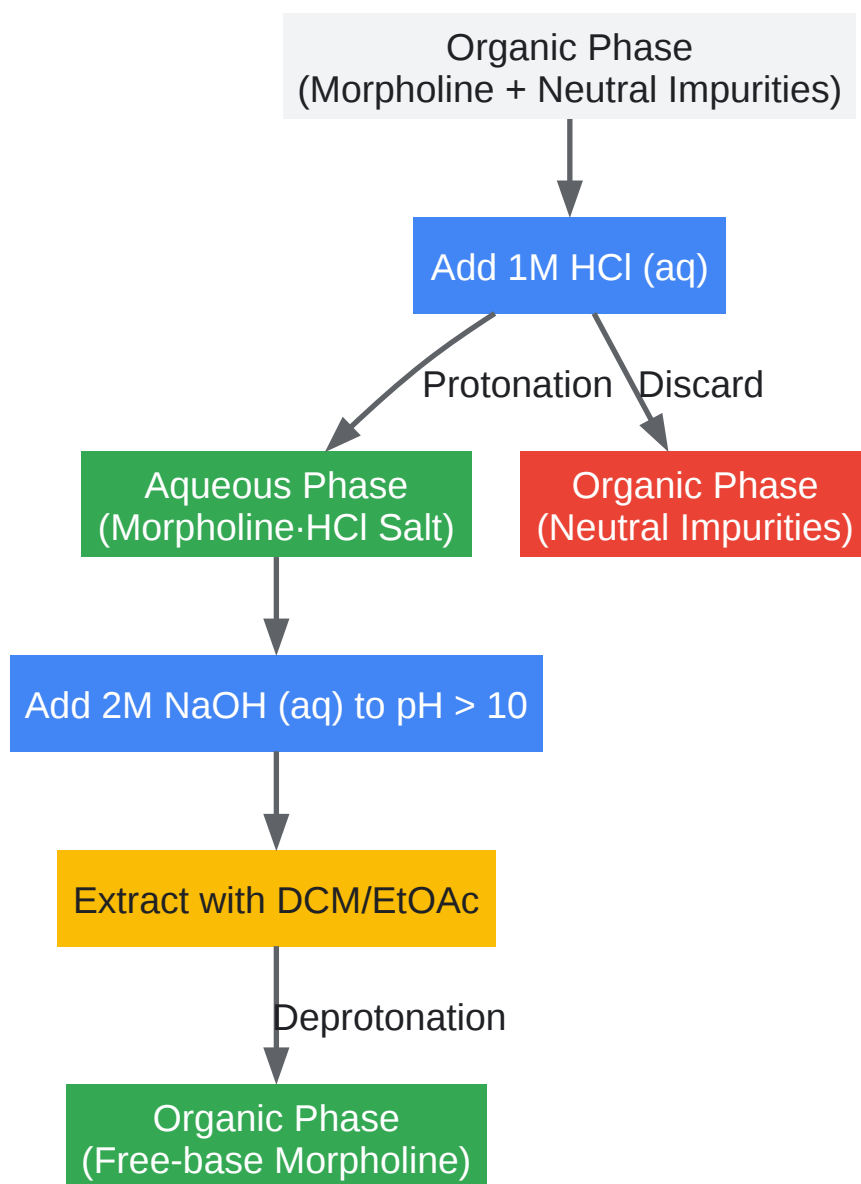 Organic Phase
(Morpholine + Neutral Impurities)
Add 1M HCl (aq)
Protonation
Discard
Aqueous Phase
(Morpholine·HCl Salt)
Organic Phase
(Neutral Impurities)
Add 2M NaOH (aq) to pH > 10
Extract with DCM/EtOAc
Deprotonation
Organic Phase
(Free-base Morpholine)